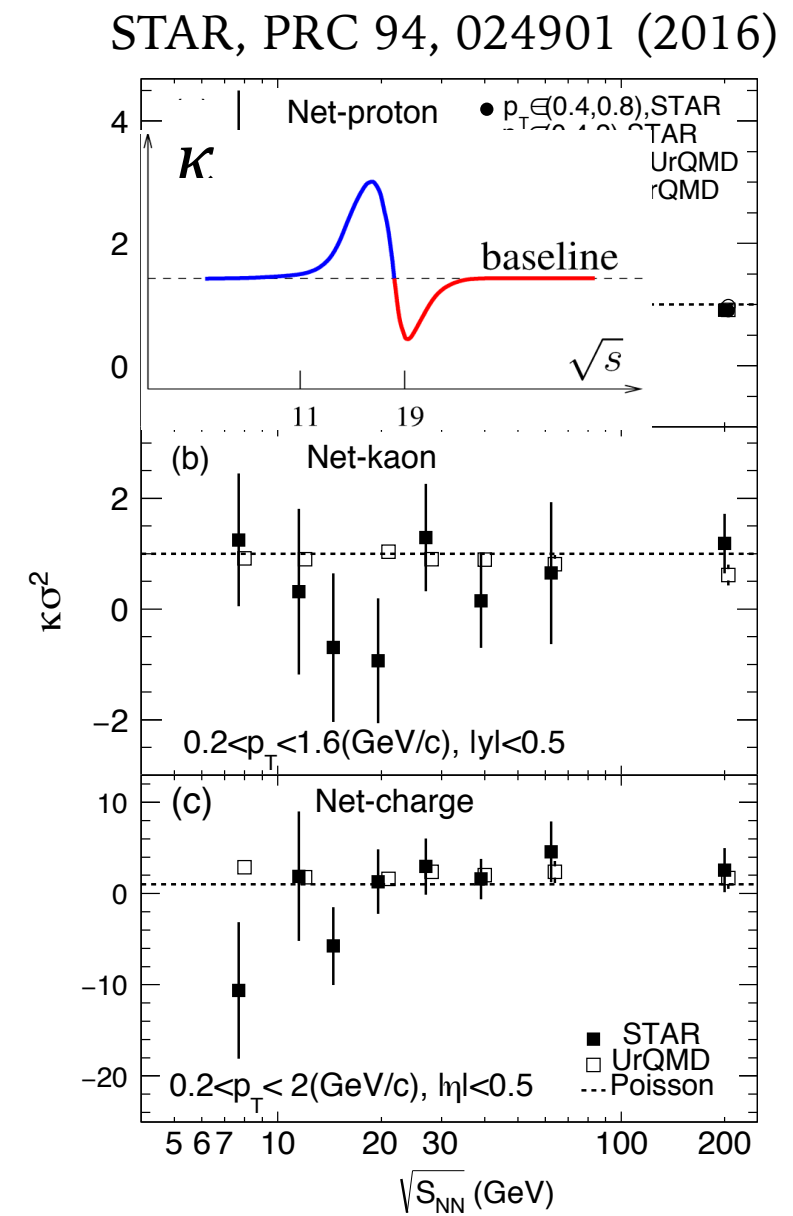 STAR, PRC 94, 024901 (2016)
Net-proton
p_T∈(0.4,0.8),STAR
STAR
UrQMD
rQMD
4
2
0
κ
baseline
√s
11 19
(b) Net-kaon
2
0
−2
κσ²
0.2<p_T<1.6(GeV/c), |y|<0.5
(c) Net-charge
10
0
−10
−20
STAR
UrQMD
Poisson
0.2<p_T< 2(GeV/c), |η|<0.5
5 6 7 10 20 30 100 200
√S_NN (GeV)